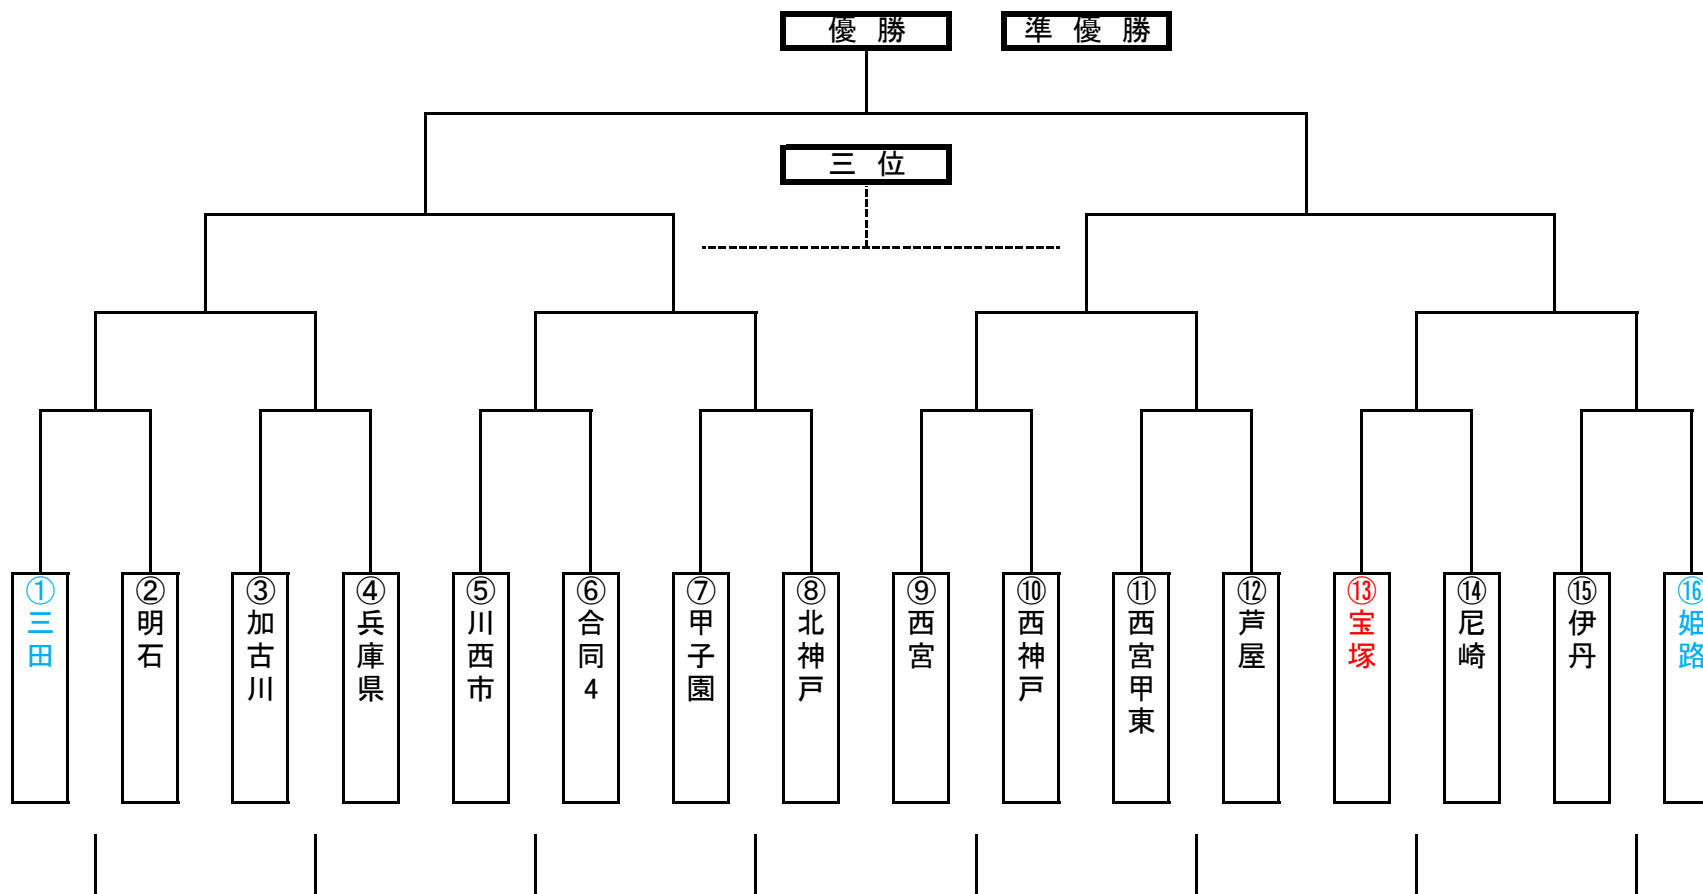 優勝
準優勝
三位
①三田
②明石
③加古川
④兵庫県
⑤川西市
⑥合同4
⑦甲子園
⑧北神戸
⑨西宮
⑩西神戸
⑪西宮甲東
⑫芦屋
⑬宝塚
⑭尼崎
⑮伊丹
⑯姫路